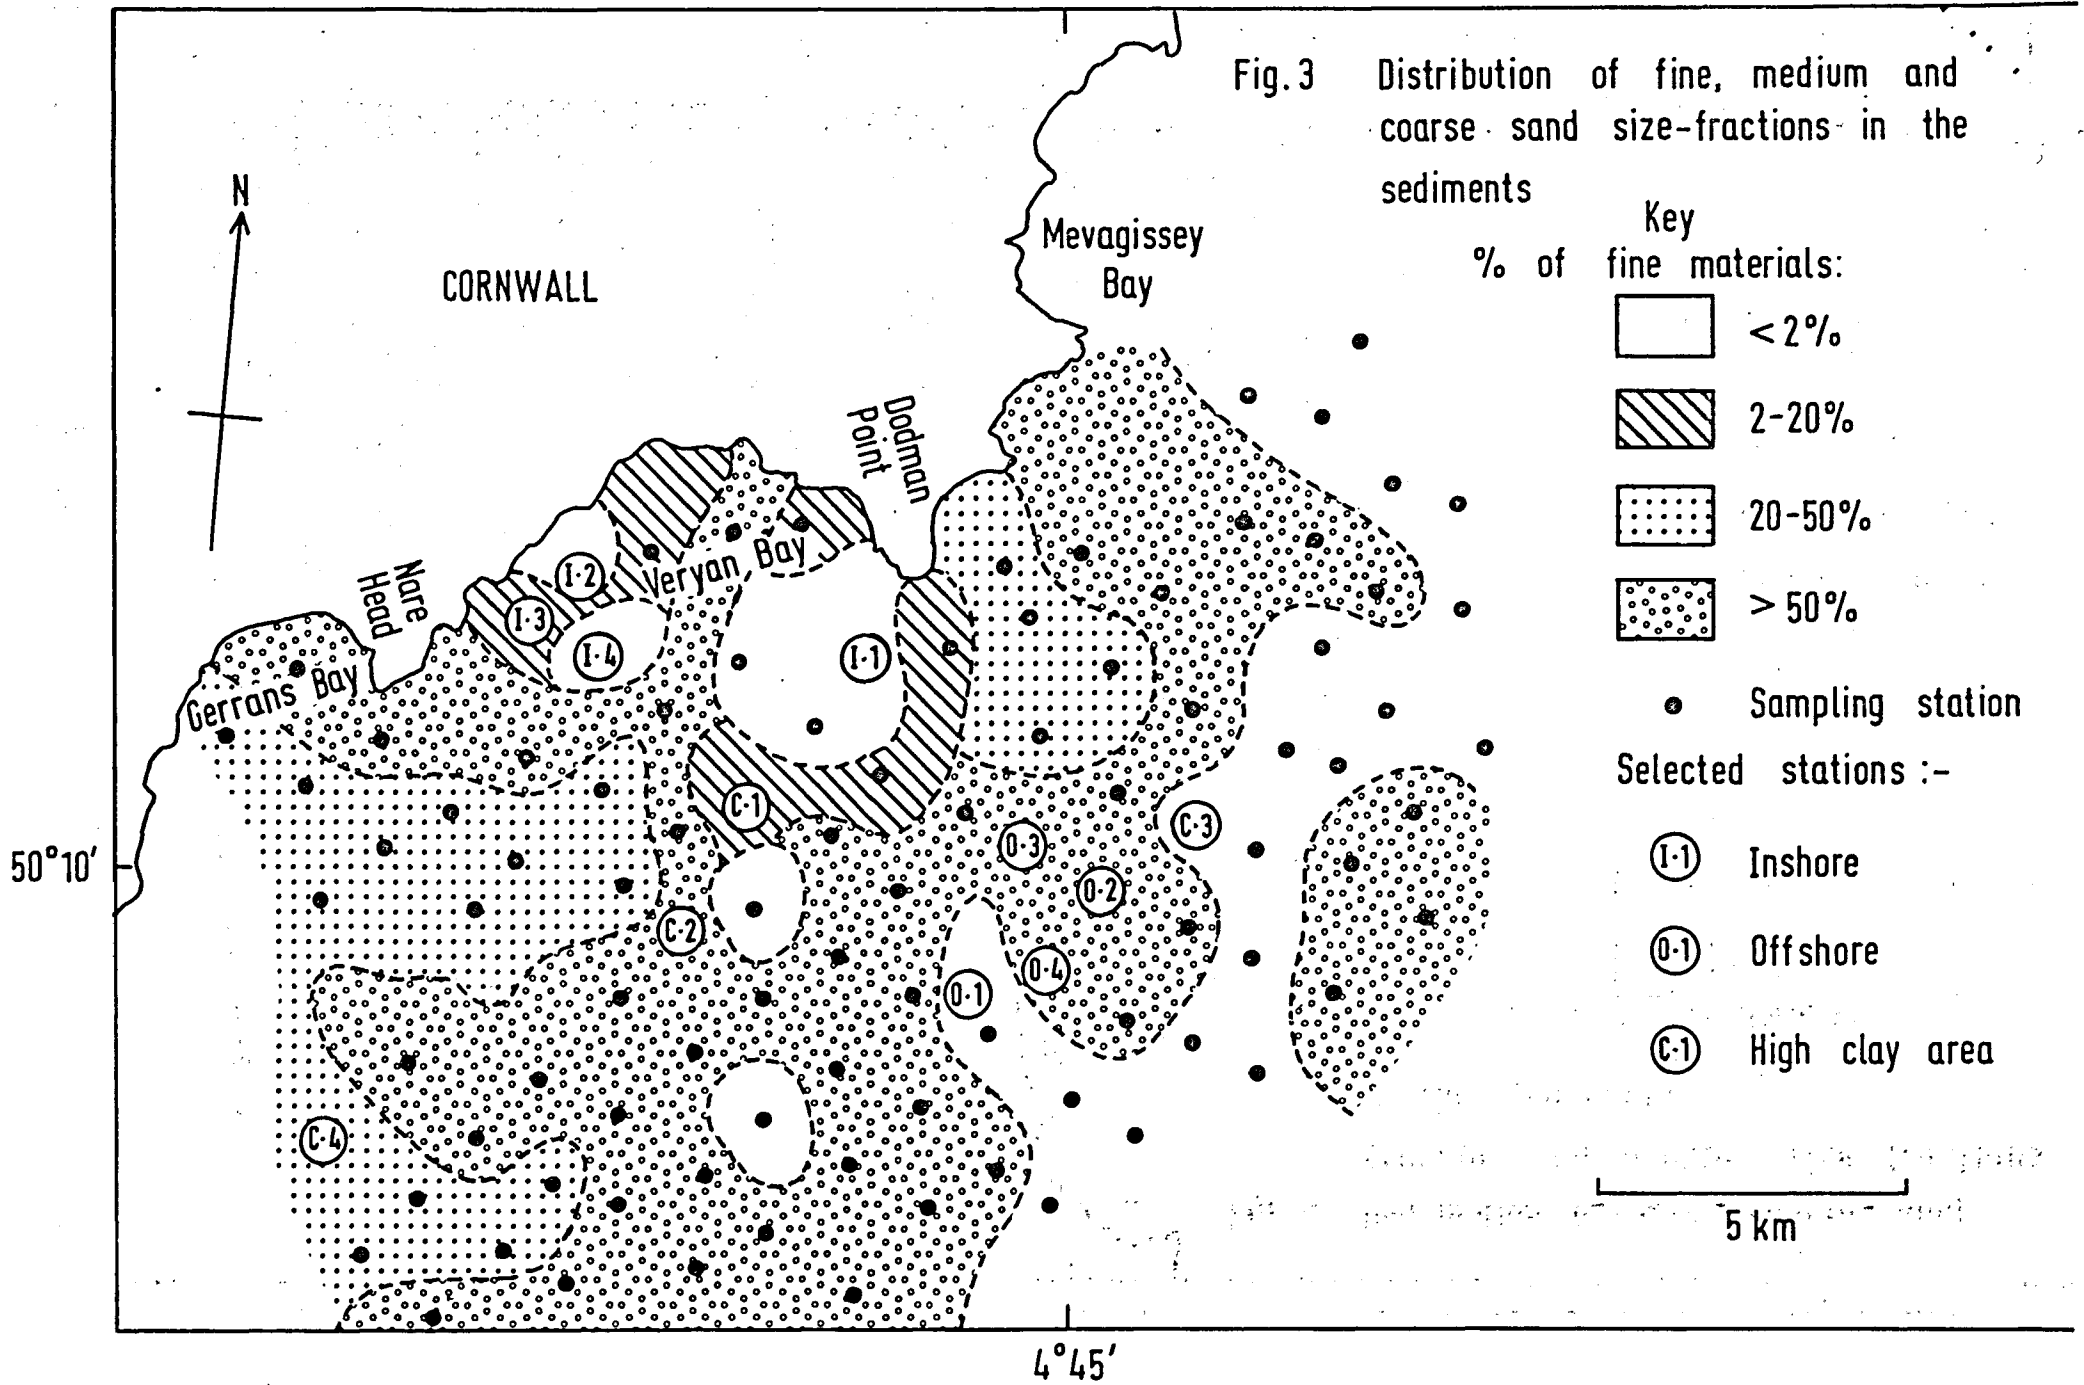 Fig. 3 Distribution of fine, medium and
coarse sand size-fractions in the
sediments
Key
% of fine materials:
<2%
2-20%
20-50%
>50%
Sampling station
Selected stations :-
I·1 Inshore
O·1 Offshore
C·1 High clay area
5 km
N
CORNWALL
Mevagissey
Bay
Dodman
Point
Veryan Bay
Nare
Head
Gerrans Bay
I·2
I·3
I·4
I·1
C·1
C·2
C·3
C·4
O·3
O·2
O·4
O·1
50°10'
4°45'